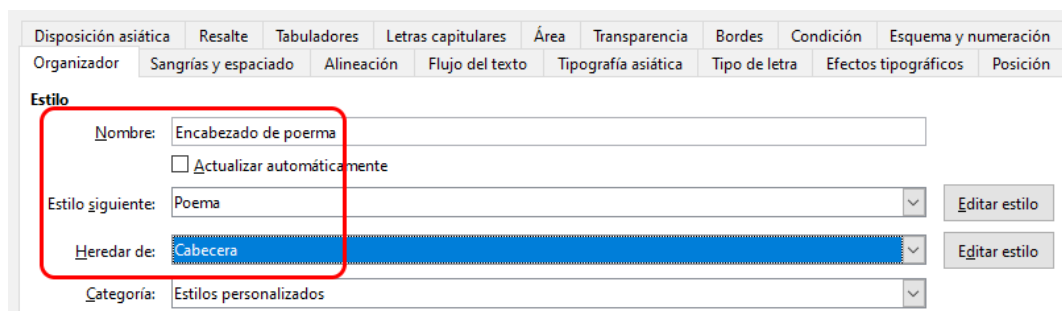 Disposición asiática Resalte Tabuladores Letras capitulares Área Transparencia Bordes Condición Esquema y numeración
Organizador Sangrías y espaciado Alineación Flujo del texto Tipografía asiática Tipo de letra Efectos tipográficos Posición
Estilo
Nombre: Encabezado de poerma
Actualizar automáticamente
Estilo siguiente: Poema Editar estilo
Heredar de: Cabecera Editar estilo
Categoría: Estilos personalizados